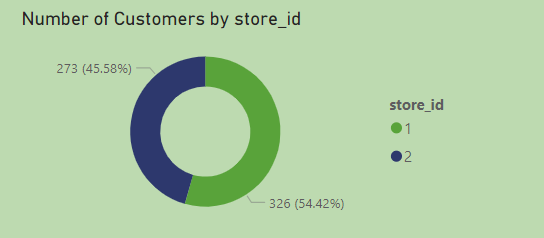 Number of Customers by store_id
273 (45.58%)
store_id
1
2
326 (54.42%)